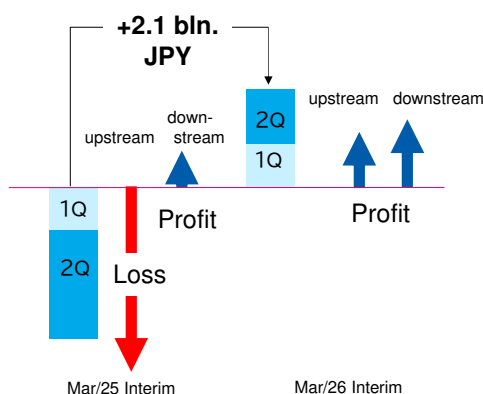 +2.1 bln.
JPY
upstream
down-
stream
2Q
1Q
upstream
downstream
1Q
2Q
Loss
Profit
Profit
Mar/25 Interim
Mar/26 Interim